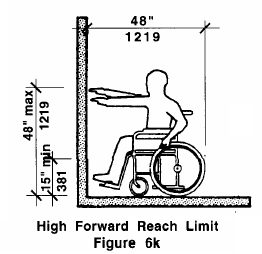 48"
1219
48" max
1219
15" min
381
High Forward Reach Limit
Figure 6k